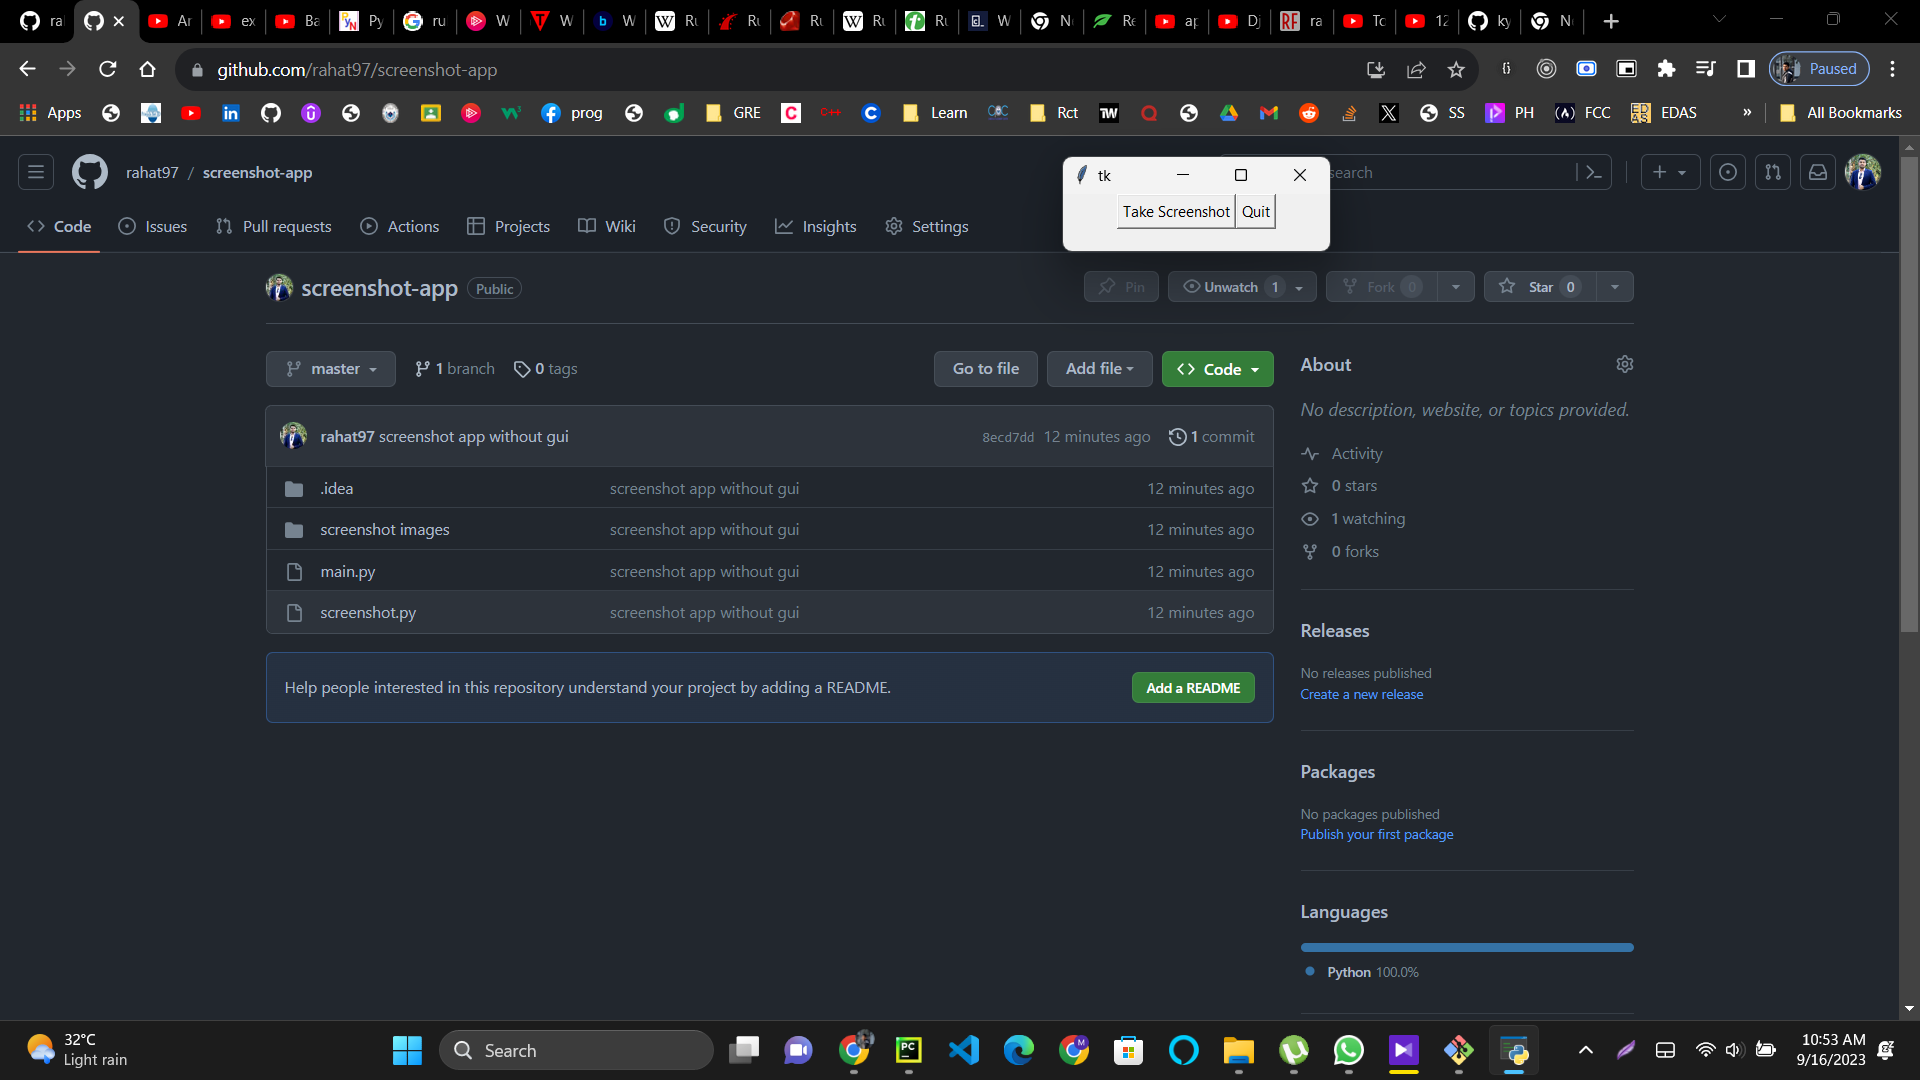 ral
Ar
ex
Ba
Py
ru
W
W
W
Ru
Ru
Ru
Ru
Ru
W
N
Re
ap
Dj
ra
To
12
ky
N
github.com/rahat97/screenshot-app
Paused
Apps
prog
GRE
Learn
Rct
SS
PH
FCC
EDAS
»
All Bookmarks
rahat97 / screenshot-app
tk
search
Take Screenshot
Quit
Code
Issues
Pull requests
Actions
Projects
Wiki
Security
Insights
Settings
screenshot-app
Public
Pin
Unwatch 1
Fork 0
Star 0
master
1 branch
0 tags
Go to file
Add file
Code
rahat97 screenshot app without gui
8ecd7dd 12 minutes ago
1 commit
.idea
screenshot app without gui
12 minutes ago
screenshot images
screenshot app without gui
12 minutes ago
main.py
screenshot app without gui
12 minutes ago
screenshot.py
screenshot app without gui
12 minutes ago
Help people interested in this repository understand your project by adding a README.
Add a README
About
No description, website, or topics provided.
Activity
0 stars
1 watching
0 forks
Releases
No releases published
Create a new release
Packages
No packages published
Publish your first package
Languages
Python 100.0%
32°C
Light rain
Search
10:53 AM
9/16/2023